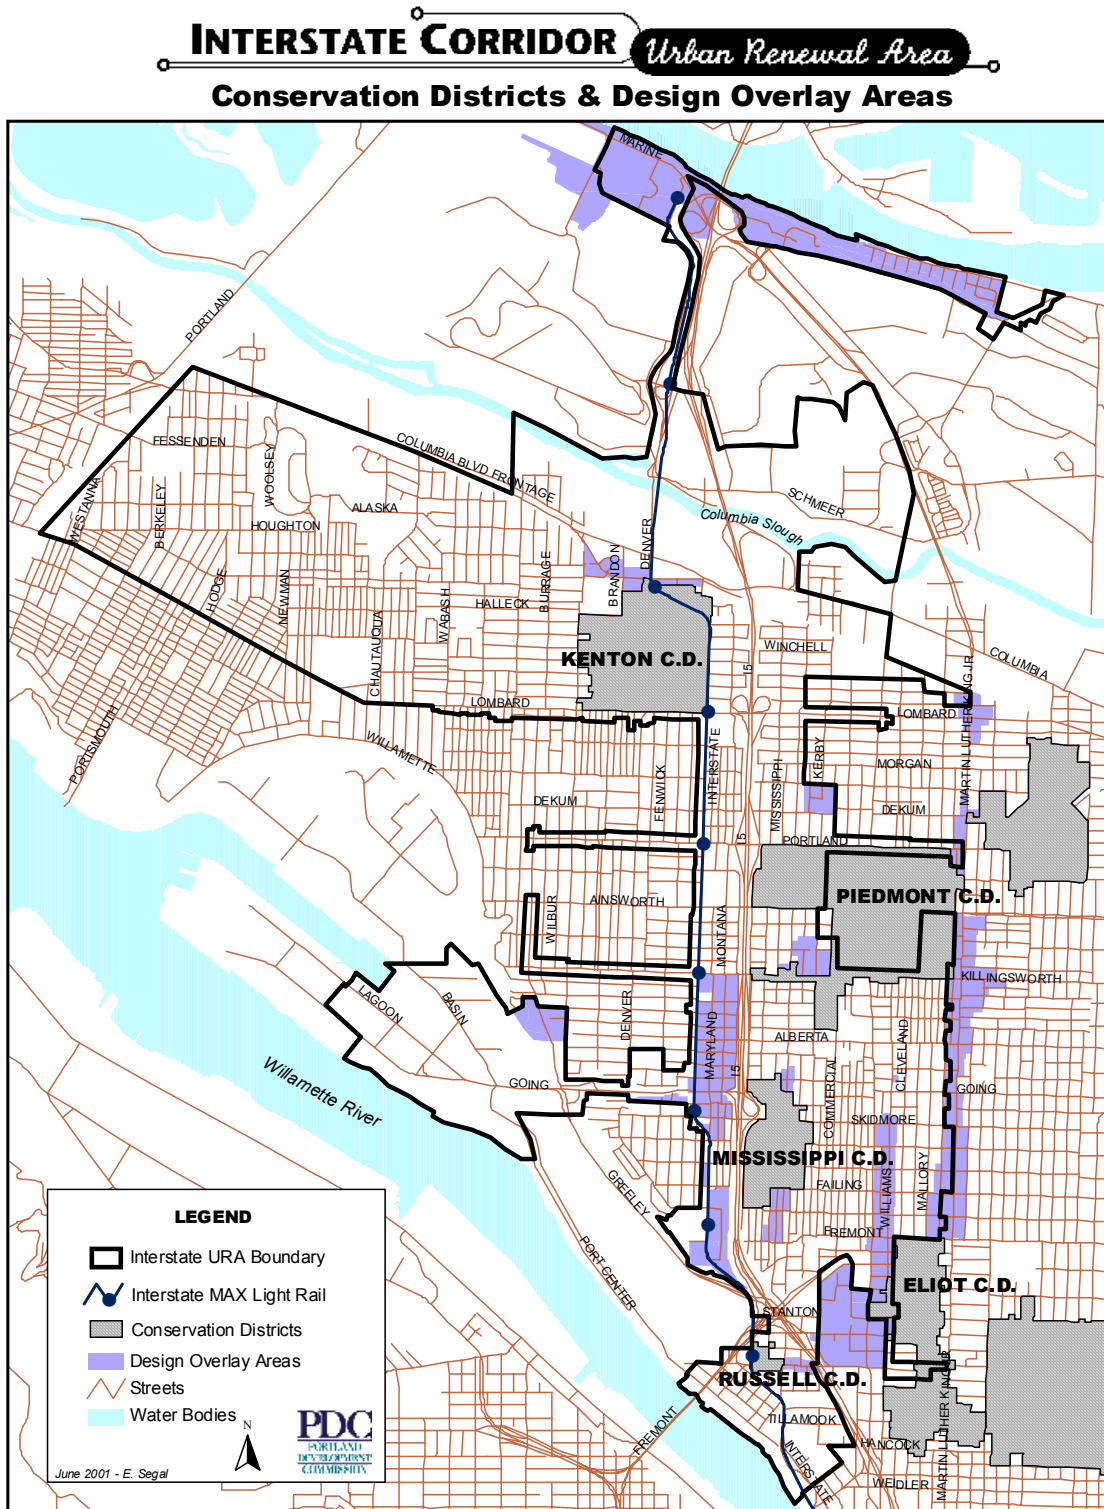 INTERSTATE CORRIDOR Urban Renewal Area
Conservation Districts & Design Overlay Areas
MARINE
PORTLAND
FESSENDEN
WOOLSEY
COLUMBIA BLVD FRONTAGE
WESTANNA
BERKELEY
ALASKA
HOUGHTON
SCHMEER
Columbia Slough
DENVER
BRANDON
BURRAGE
HODGE
NEWMAN
WABASH
HALLECK
CHAUTAUQUA
KENTON C.D.
WINCHELL
I5
COLUMBIA
LOMBARD
LOMBARD
MARTIN LUTHER KING JR
PORTSMOUTH
WILLAMETTE
INTERSTATE
FENWICK
MISSISSIPPI
KERBY
MORGAN
DEKUM
DEKUM
I5
PORTLAND
AINSWORTH
PIEDMONT C.D.
WILBUR
MONTANA
KILLINGSWORTH
LAGOON
BASIN
DENVER
MARYLAND
ALBERTA
CLEVELAND
COMMERCIAL
I5
GOING
GOING
Willamette River
SKIDMORE
MISSISSIPPI C.D.
MALLORY
WILLIAMS
FAILING
GREELEY
FREMONT
PORT CENTER
ELIOT C.D.
STANTON
RUSSELL C.D.
MARTIN LUTHER KING JR
TILLAMOOK
FREMONT
HANCOCK
INTERSTATE
WEIDLER
LEGEND
Interstate URA Boundary
Interstate MAX Light Rail
Conservation Districts
Design Overlay Areas
Streets
Water Bodies
N
PDC
PORTLAND
DEVELOPMENT
COMMISSION
June 2001 - E. Segal